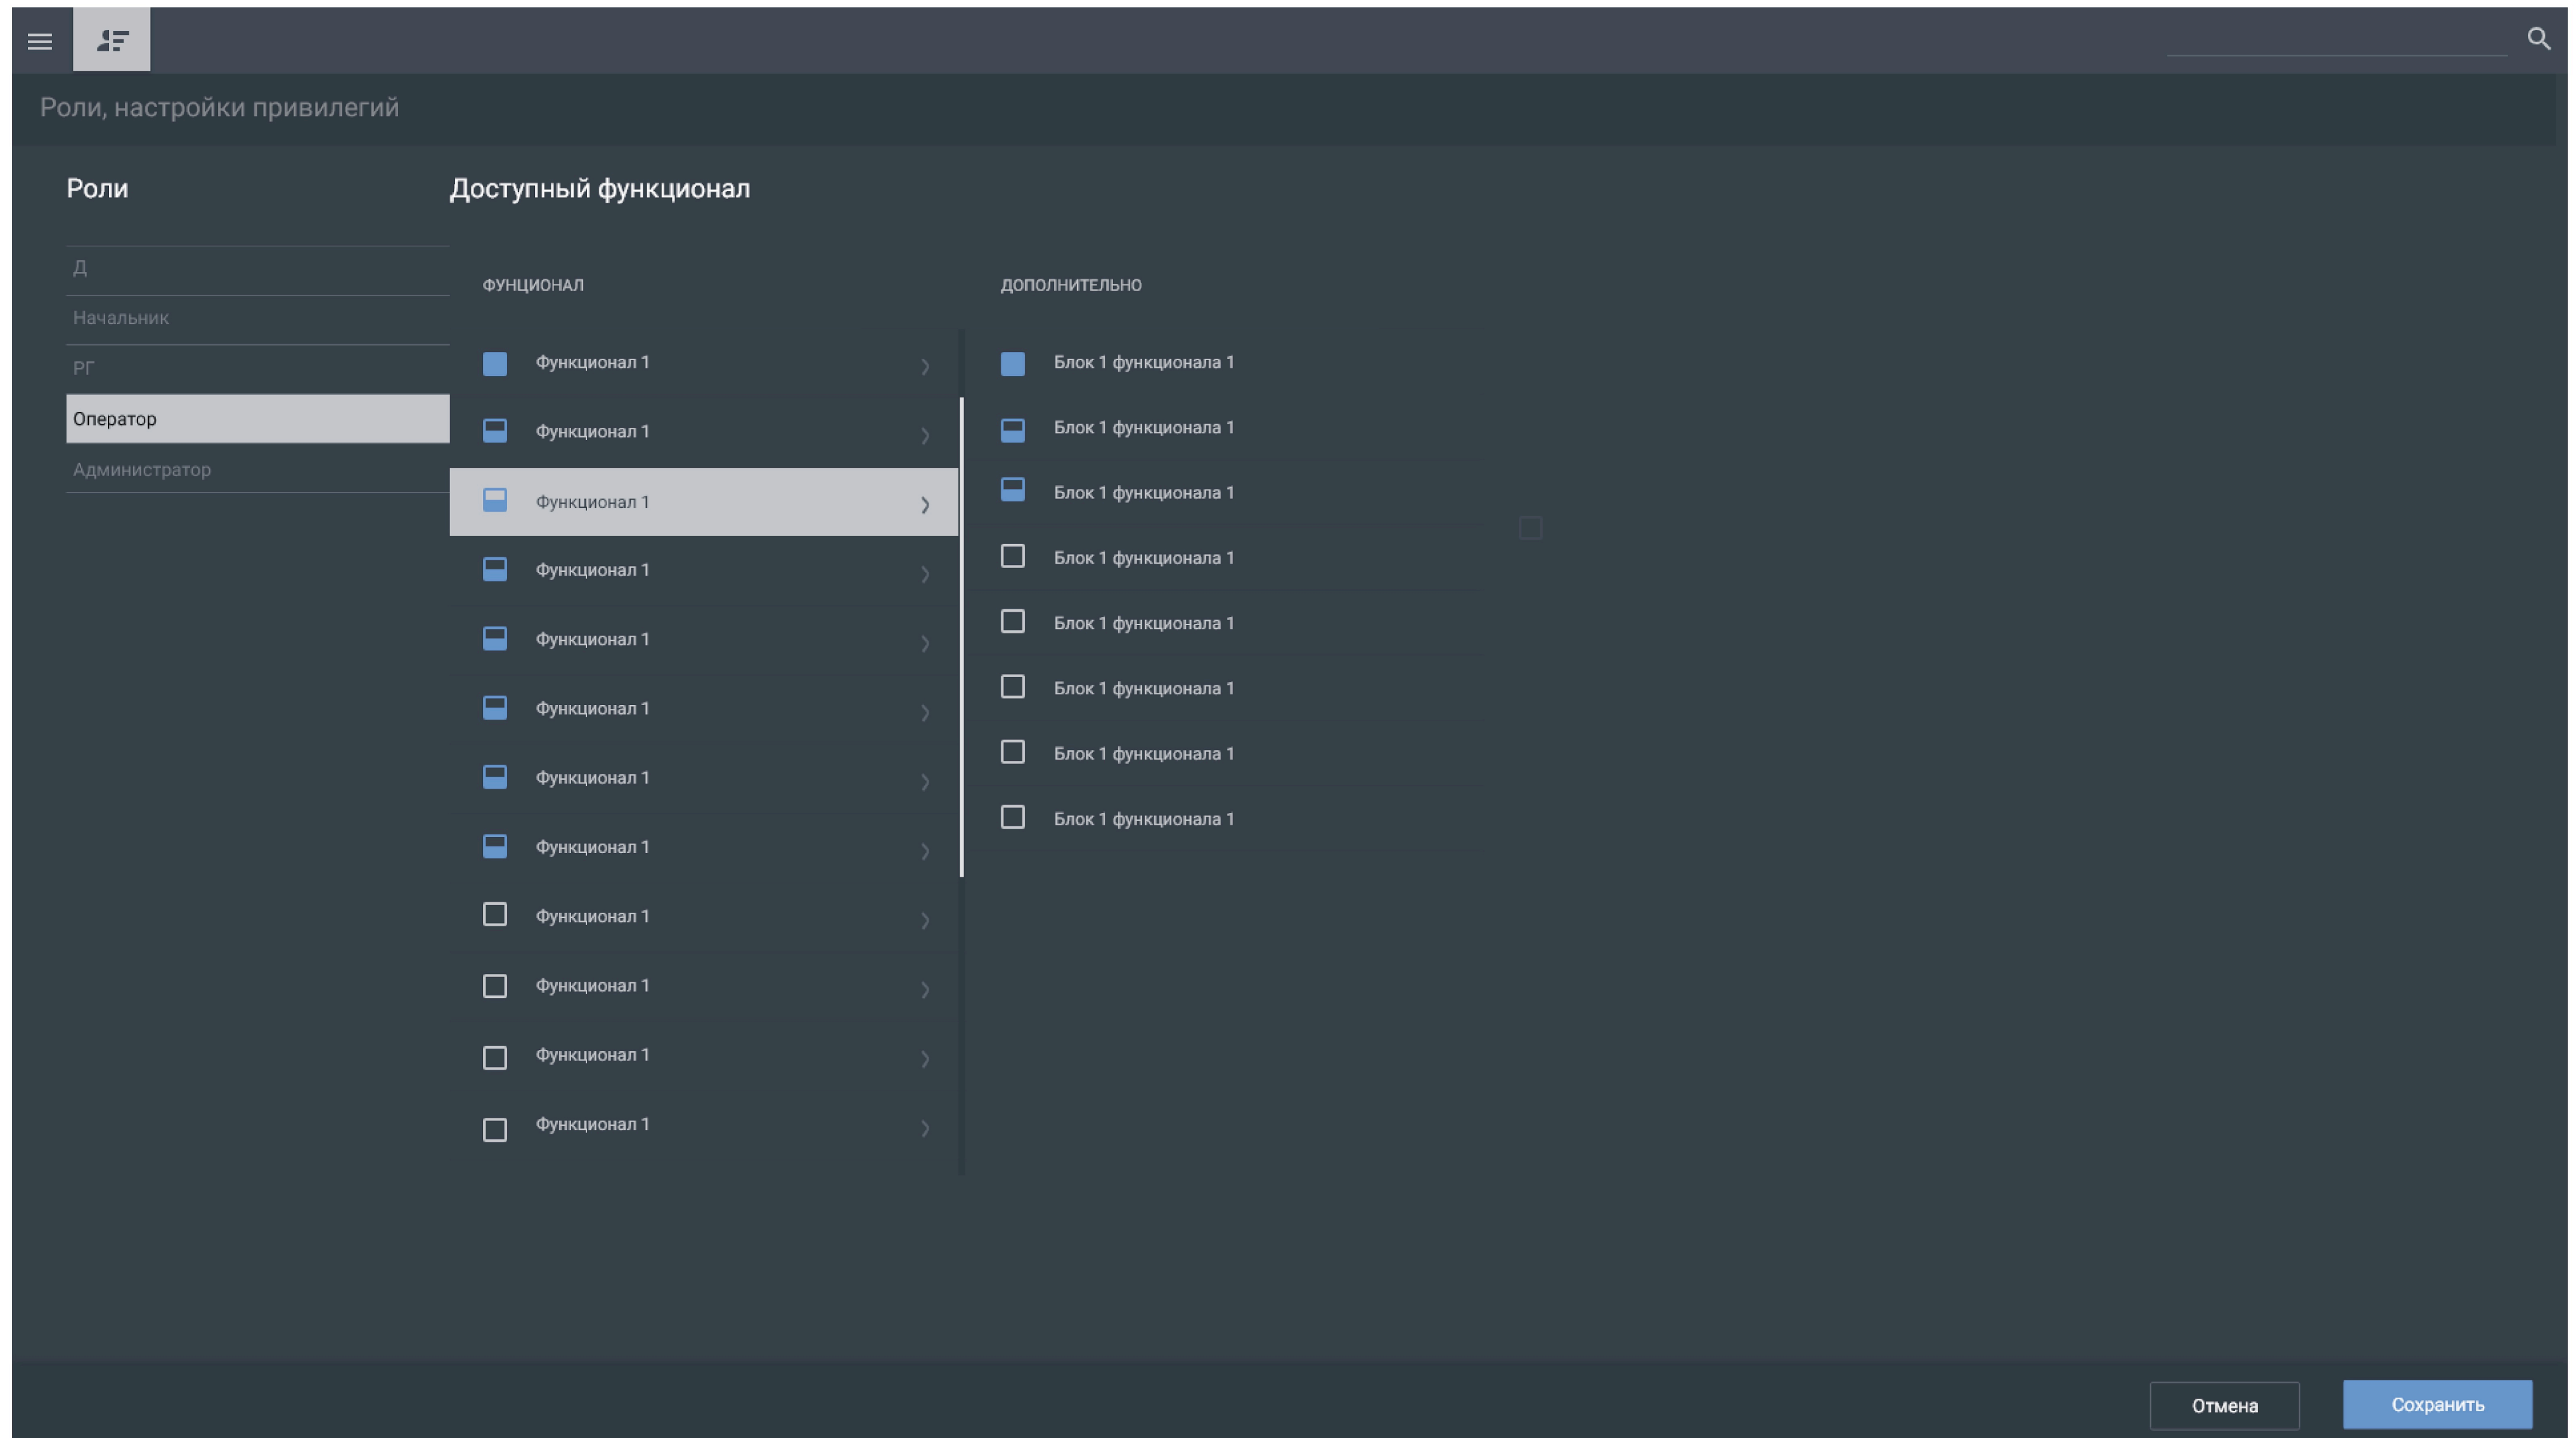 Роли, настройки привилегий
Роли
Д
Начальник
РГ
Оператор
Администратор
Доступный функционал
ФУНЦИОНАЛ
Функционал 1
Функционал 1
Функционал 1
Функционал 1
Функционал 1
Функционал 1
Функционал 1
Функционал 1
Функционал 1
Функционал 1
Функционал 1
Функционал 1
ДОПОЛНИТЕЛЬНО
Блок 1 функционала 1
Блок 1 функционала 1
Блок 1 функционала 1
Блок 1 функционала 1
Блок 1 функционала 1
Блок 1 функционала 1
Блок 1 функционала 1
Блок 1 функционала 1
Отмена
Сохранить